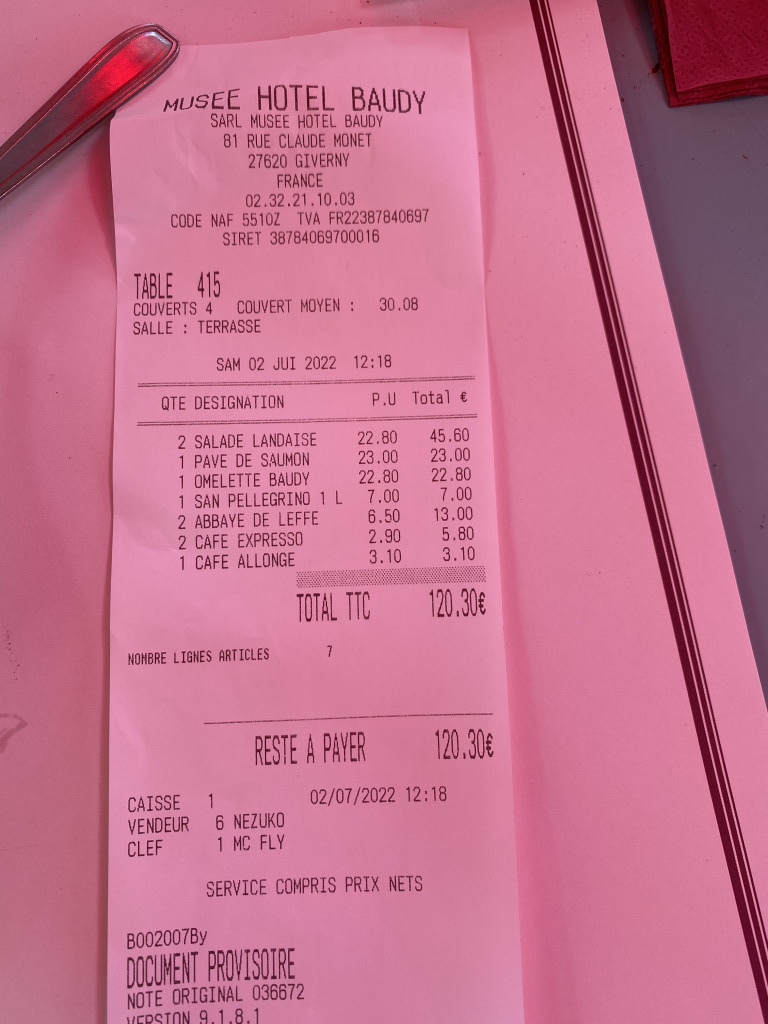 MUSEE HOTEL BAUDY
SARL MUSEE HOTEL BAUDY
81 RUE CLAUDE MONET
27620 GIVERNY
FRANCE
02.32.21.10.03
CODE NAF 5510Z TVA FR22387840697
SIRET 38784069700016
TABLE 415
COUVERTS 4 COUVERT MOYEN : 30.08
SALLE : TERRASSE
SAM 02 JUI 2022 12:18
QTE DESIGNATION P.U Total €
2 SALADE LANDAISE 22.80 45.60
1 PAVE DE SAUMON 23.00 23.00
1 OMELETTE BAUDY 22.80 22.80
1 SAN PELLEGRINO 1 L 7.00 7.00
2 ABBAYE DE LEFFE 6.50 13.00
2 CAFE EXPRESSO 2.90 5.80
1 CAFE ALLONGE 3.10 3.10
TOTAL TTC 120.30€
NOMBRE LIGNES ARTICLES 7
RESTE A PAYER 120.30€
CAISSE 1 02/07/2022 12:18
VENDEUR 6 NEZUKO
CLEF 1 MC FLY
SERVICE COMPRIS PRIX NETS
B002007By
DOCUMENT PROVISOIRE
NOTE ORIGINAL 036672
VERSION 9.1.8.1